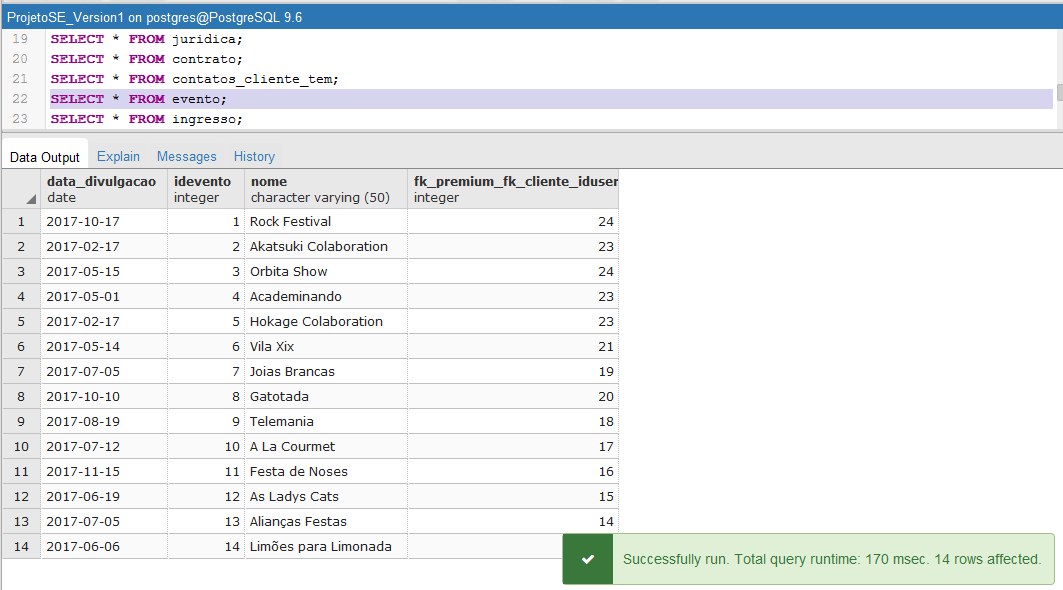 ProjetoSE_Version1 on postgres@PostgreSQL 9.6
19 SELECT * FROM juridica;
20 SELECT * FROM contrato;
21 SELECT * FROM contatos_cliente_tem;
22 SELECT * FROM evento;
23 SELECT * FROM ingresso;
Data Output Explain Messages History
data_divulgacao idevento nome fk_premium_fk_cliente_iduser
date integer character varying (50) integer
1 2017-10-17 1 Rock Festival 24
2 2017-02-17 2 Akatsuki Colaboration 23
3 2017-05-15 3 Orbita Show 24
4 2017-05-01 4 Academinando 23
5 2017-02-17 5 Hokage Colaboration 23
6 2017-05-14 6 Vila Xix 21
7 2017-07-05 7 Joias Brancas 19
8 2017-10-10 8 Gatotada 20
9 2017-08-19 9 Telemania 18
10 2017-07-12 10 A La Courmet 17
11 2017-11-15 11 Festa de Noses 16
12 2017-06-19 12 As Ladys Cats 15
13 2017-07-05 13 Alianças Festas 14
14 2017-06-06 14 Limões para Limonada
Successfully run. Total query runtime: 170 msec. 14 rows affected.